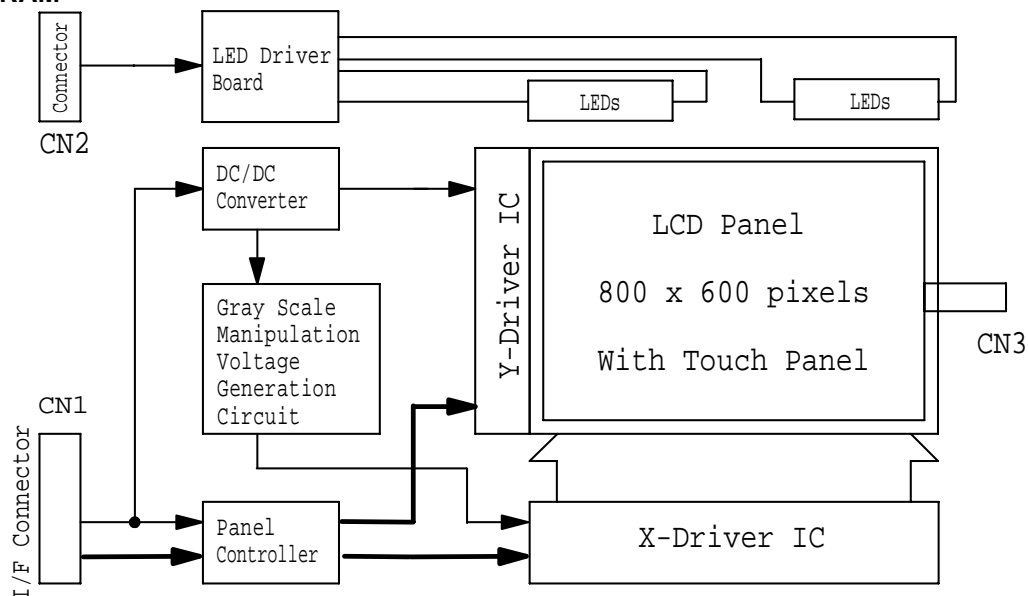 Connector
CN2
LED Driver
Board
LEDs
LEDs
DC/DC
Converter
Gray Scale
Manipulation
Voltage
Generation
Circuit
Y-Driver IC
LCD Panel
800 x 600 pixels
With Touch Panel
CN3
CN1
I/F Connector
Panel
Controller
X-Driver IC